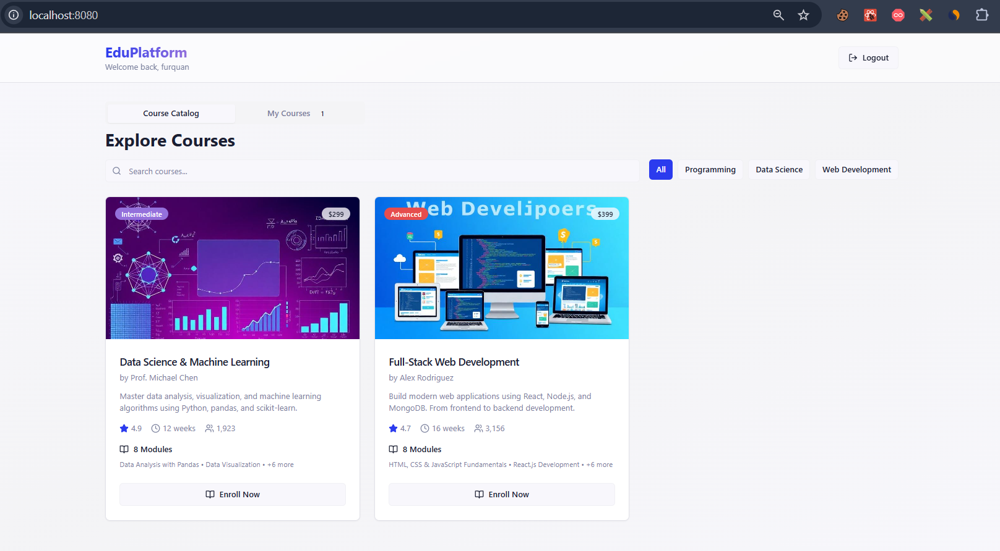 localhost:8080
EduPlatform
Welcome back, furquan
Logout
Course Catalog
My Courses 1
Explore Courses
Search courses...
All
Programming
Data Science
Web Development
Intermediate
$299
Data Science & Machine Learning
by Prof. Michael Chen
Master data analysis, visualization, and machine learning
algorithms using Python, pandas, and scikit-learn.
4.9 12 weeks 1,923
8 Modules
Data Analysis with Pandas • Data Visualization • +6 more
Enroll Now
Web Develipoers
Advanced
$399
Full-Stack Web Development
by Alex Rodriguez
Build modern web applications using React, Node.js, and
MongoDB. From frontend to backend development.
4.7 16 weeks 3,156
8 Modules
HTML, CSS & JavaScript Fundamentals • React.js Development • +6 more
Enroll Now